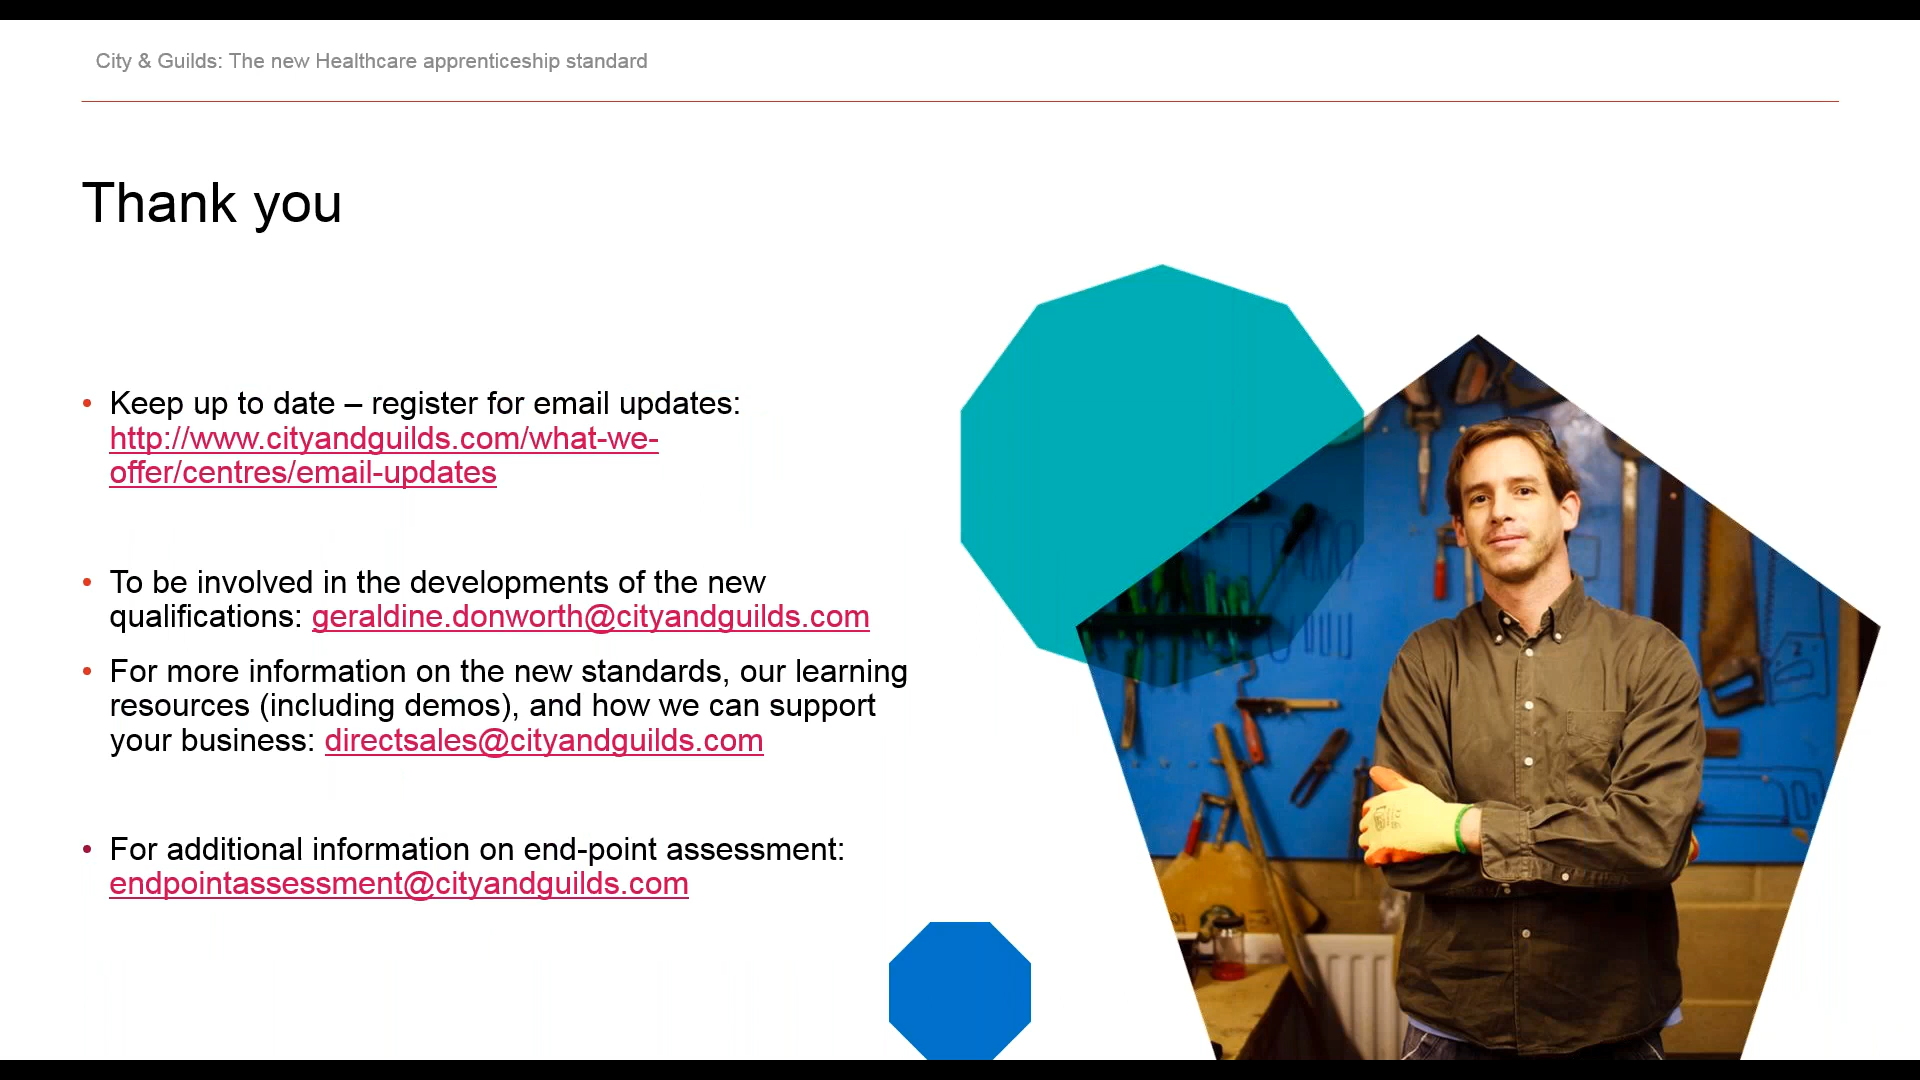 City & Guilds: The new Healthcare apprenticeship standard
Thank you
• Keep up to date – register for email updates:
http://www.cityandguilds.com/what-we-
offer/centres/email-updates
• To be involved in the developments of the new
qualifications: geraldine.donworth@cityandguilds.com
• For more information on the new standards, our learning
resources (including demos), and how we can support
your business: directsales@cityandguilds.com
• For additional information on end-point assessment:
endpointassessment@cityandguilds.com